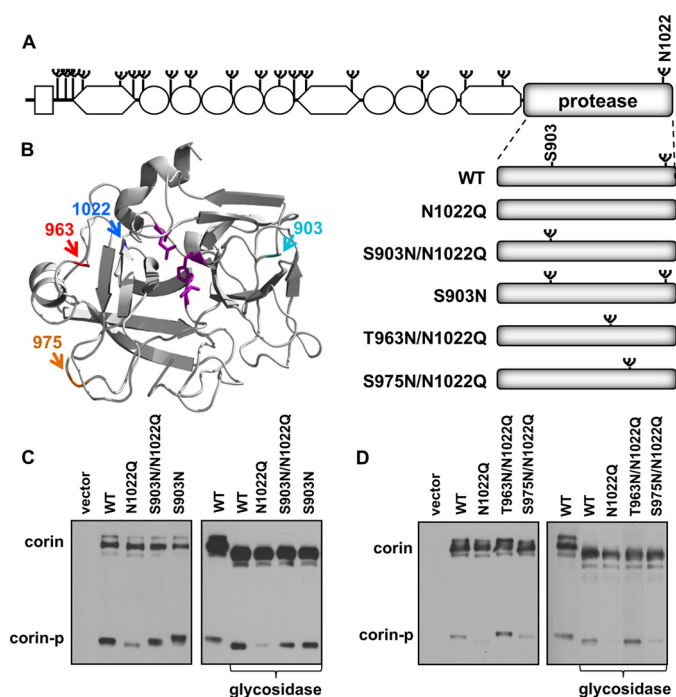 A
N1022
protease
S903
WT
N1022Q
S903N/N1022Q
S903N
T963N/N1022Q
S975N/N1022Q
B
1022
963
903
975
C
vector
WT
N1022Q
S903N/N1022Q
S903N
WT
WT
N1022Q
S903N/N1022Q
S903N
corin
corin-p
glycosidase
D
vector
WT
N1022Q
T963N/N1022Q
S975N/N1022Q
WT
WT
N1022Q
T963N/N1022Q
S975N/N1022Q
corin
corin-p
glycosidase